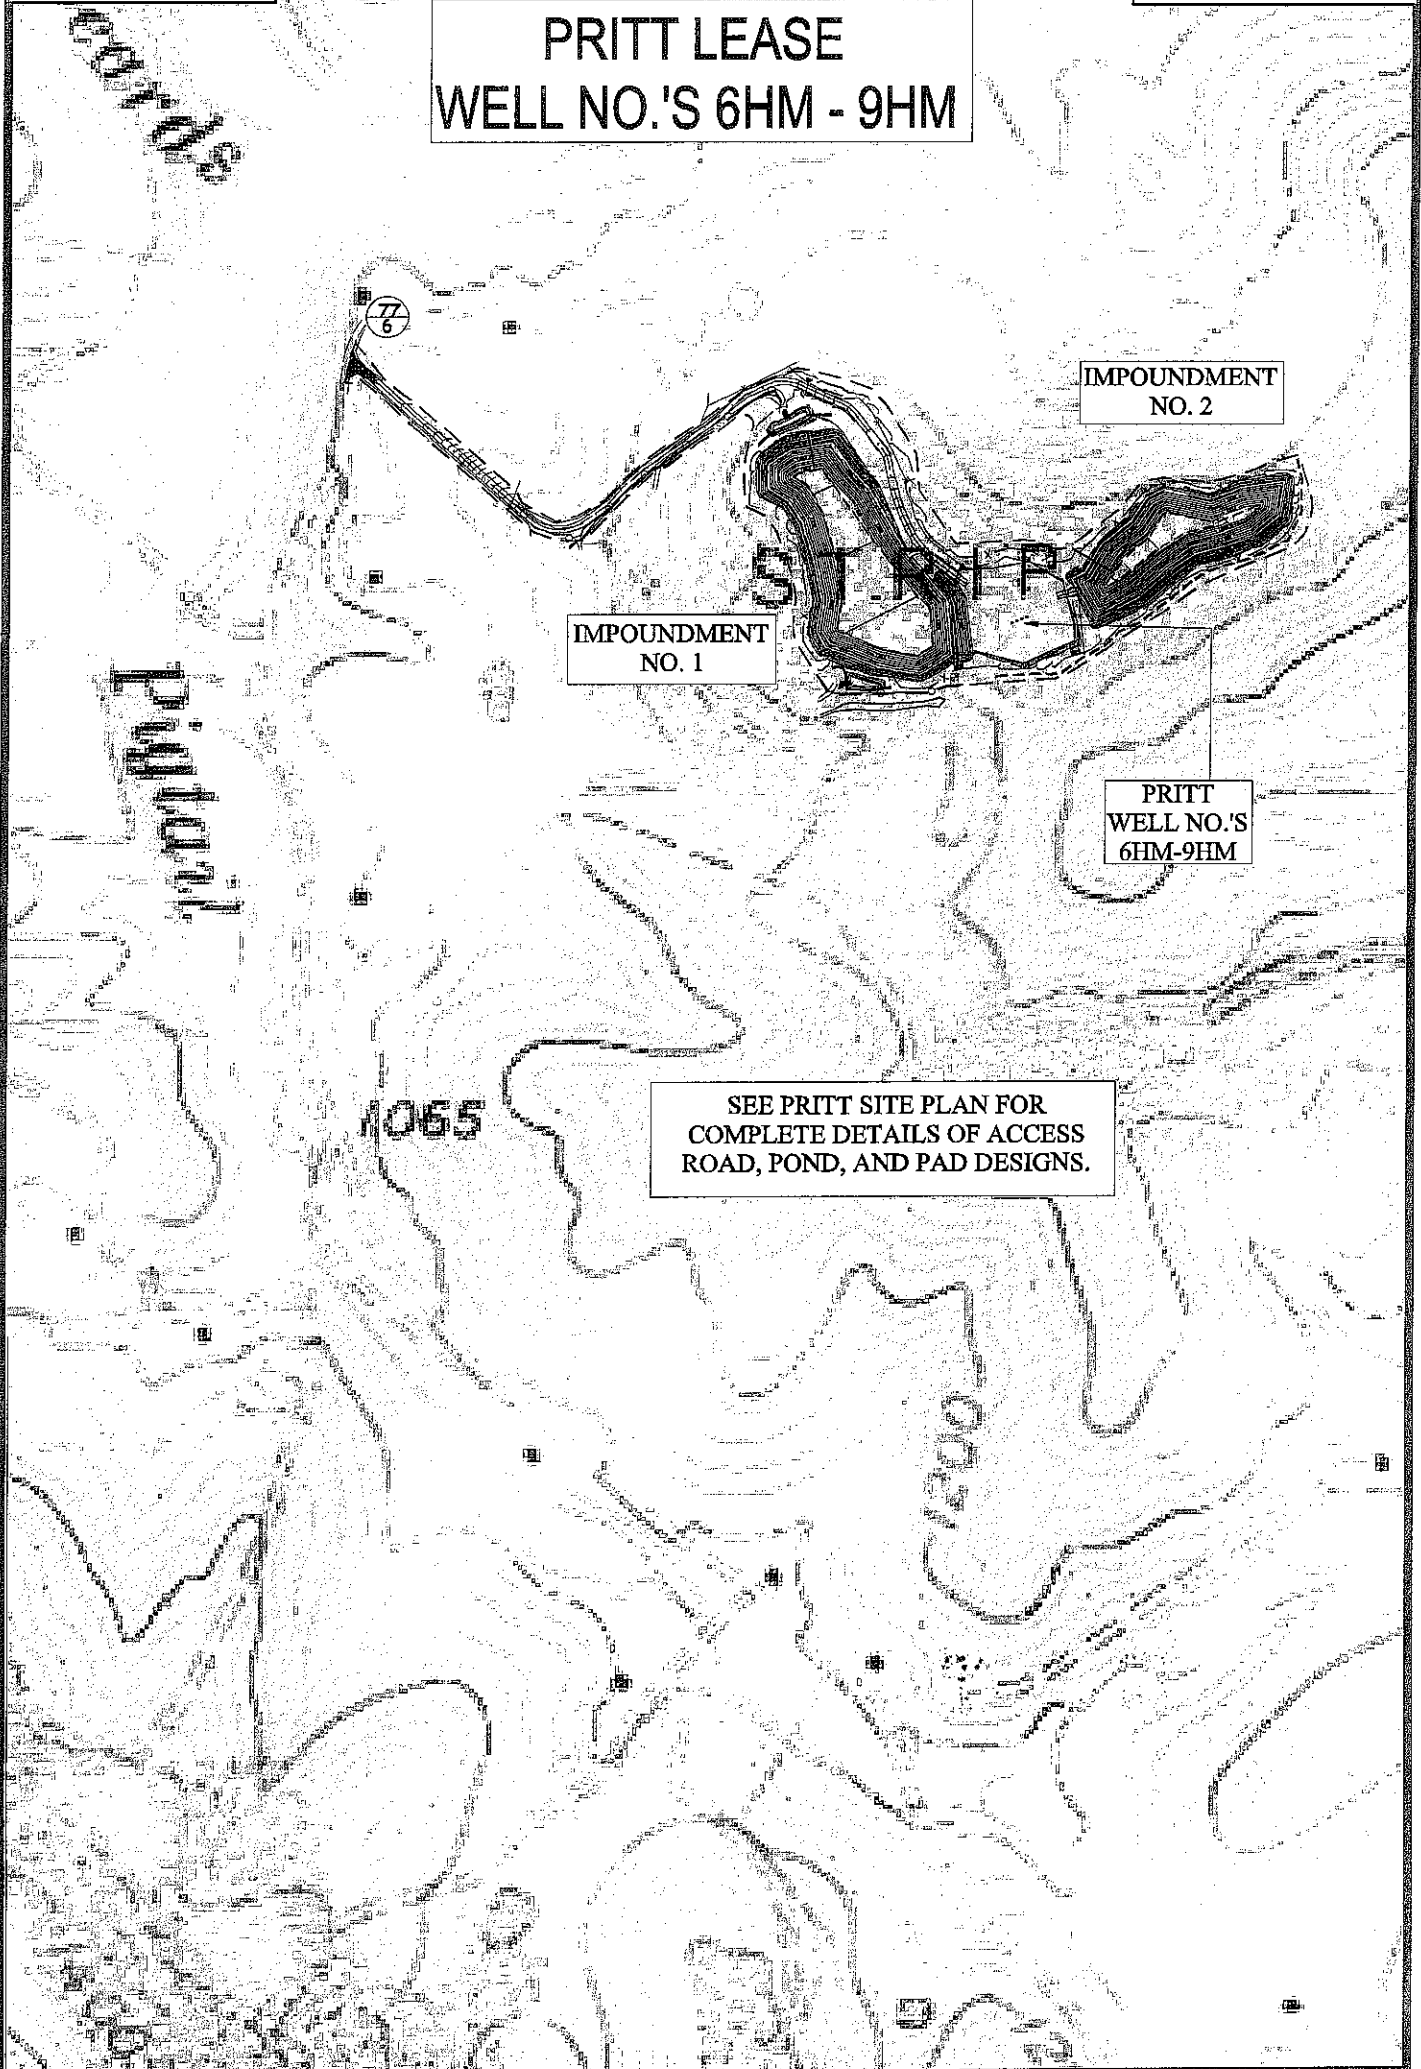 PRITT LEASE
WELL NO.'S 6HM - 9HM
77
6
IMPOUNDMENT
NO. 2
STRIP
IMPOUNDMENT
NO. 1
PRITT
WELL NO.'S
6HM-9HM
1065
SEE PRITT SITE PLAN FOR
COMPLETE DETAILS OF ACCESS
ROAD, POND, AND PAD DESIGNS.